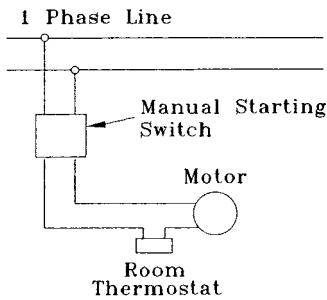 1 Phase Line
Manual Starting
Switch
Motor
Room
Thermostat